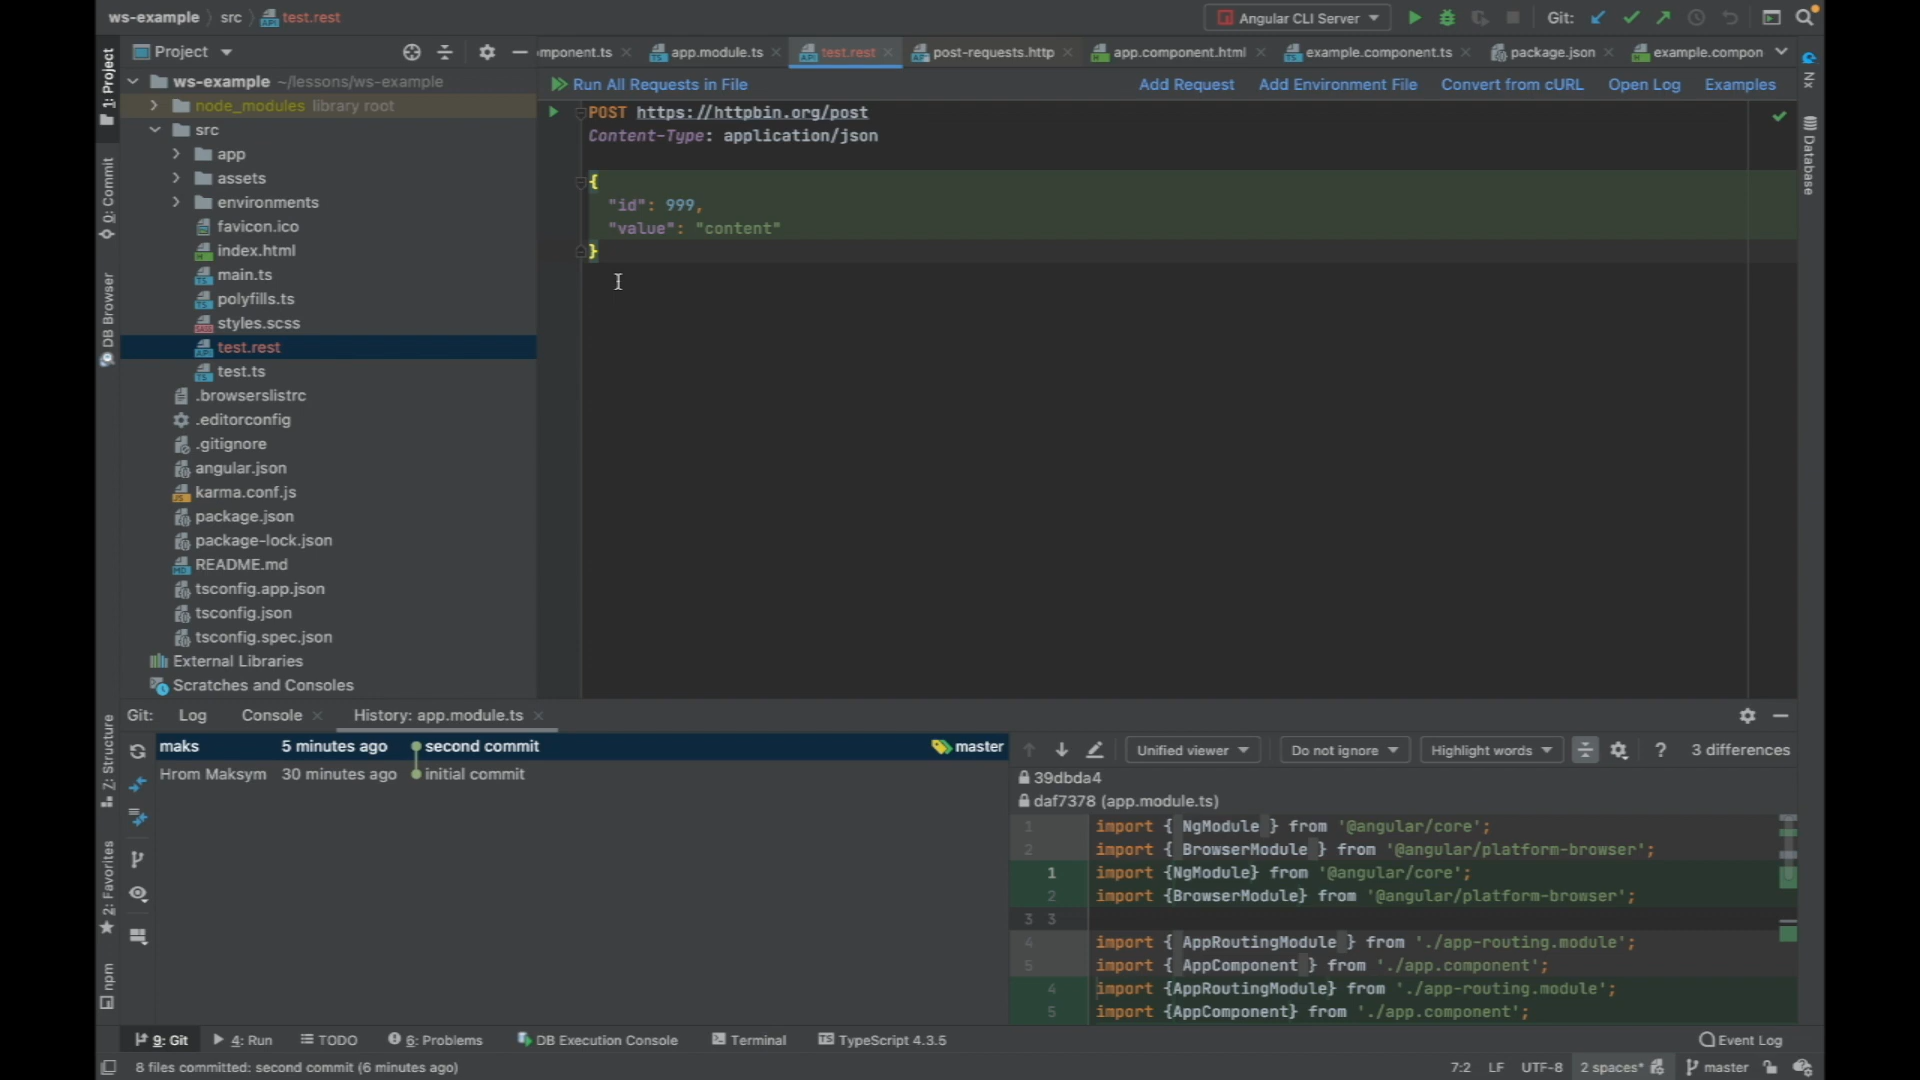 ws-example
src
test.rest
Angular CLI Server
Git:
1: Project
Project
omponent.ts
app.module.ts
test.rest
post-requests.http
app.component.html
example.component.ts
package.json
example.compon
Run All Requests in File
Add Request
Add Environment File
Convert from cURL
Open Log
Examples
ws-example ~/lessons/ws-example
node_modules library root
src
app
assets
environments
favicon.ico
index.html
main.ts
polyfills.ts
styles.scss
test.rest
test.ts
.browserslistrc
.editorconfig
.gitignore
angular.json
karma.conf.js
package.json
package-lock.json
README.md
tsconfig.app.json
tsconfig.json
tsconfig.spec.json
External Libraries
Scratches and Consoles
POST https://httpbin.org/post
Content-Type: application/json
{
"id": 999,
"value": "content"
}
0: Commit
DB Browser
Z: Structure
2: Favorites
npm
Nx
Database
Git:
Log
Console
History: app.module.ts
maks 5 minutes ago second commit master
Hrom Maksym 30 minutes ago initial commit
Unified viewer
Do not ignore
Highlight words
?
3 differences
39dbda4
daf7378 (app.module.ts)
1 import { NgModule } from '@angular/core';
2 import { BrowserModule } from '@angular/platform-browser';
1 import {NgModule} from '@angular/core';
2 import {BrowserModule} from '@angular/platform-browser';
3 3
4 import { AppRoutingModule } from './app-routing.module';
5 import { AppComponent } from './app.component';
4 import {AppRoutingModule} from './app-routing.module';
5 import {AppComponent} from './app.component';
9: Git
4: Run
TODO
6: Problems
DB Execution Console
Terminal
TypeScript 4.3.5
Event Log
8 files committed: second commit (6 minutes ago)
7:2
LF
UTF-8
2 spaces*
master